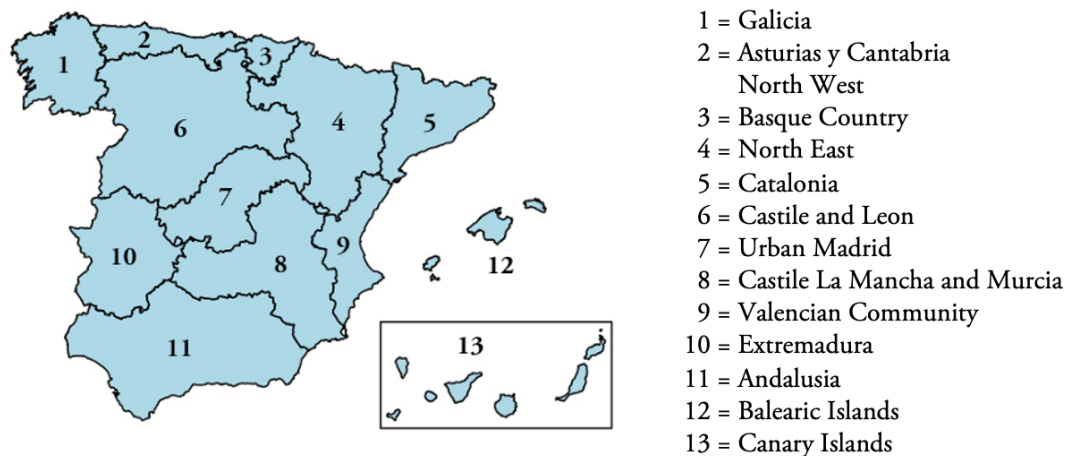 1
2
3
4
5
6
7
8
9
10
11
12
13
1 = Galicia
2 = Asturias y Cantabria
North West
3 = Basque Country
4 = North East
5 = Catalonia
6 = Castile and Leon
7 = Urban Madrid
8 = Castile La Mancha and Murcia
9 = Valencian Community
10 = Extremadura
11 = Andalusia
12 = Balearic Islands
13 = Canary Islands